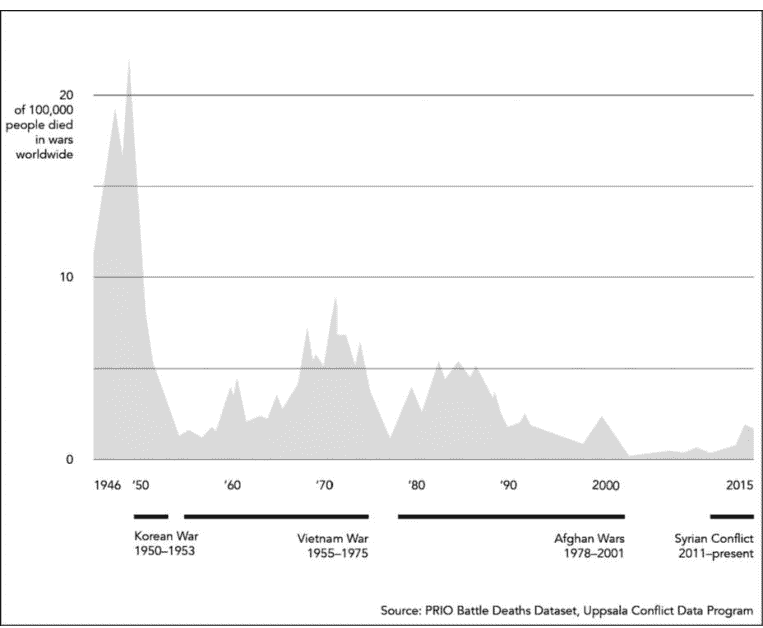 20
of 100,000
people died
in wars
worldwide
10
0
1946 '50 '60 '70 '80 '90 2000 2015
Korean War
1950–1953
Vietnam War
1955–1975
Afghan Wars
1978–2001
Syrian Conflict
2011–present
Source: PRIO Battle Deaths Dataset, Uppsala Conflict Data Program